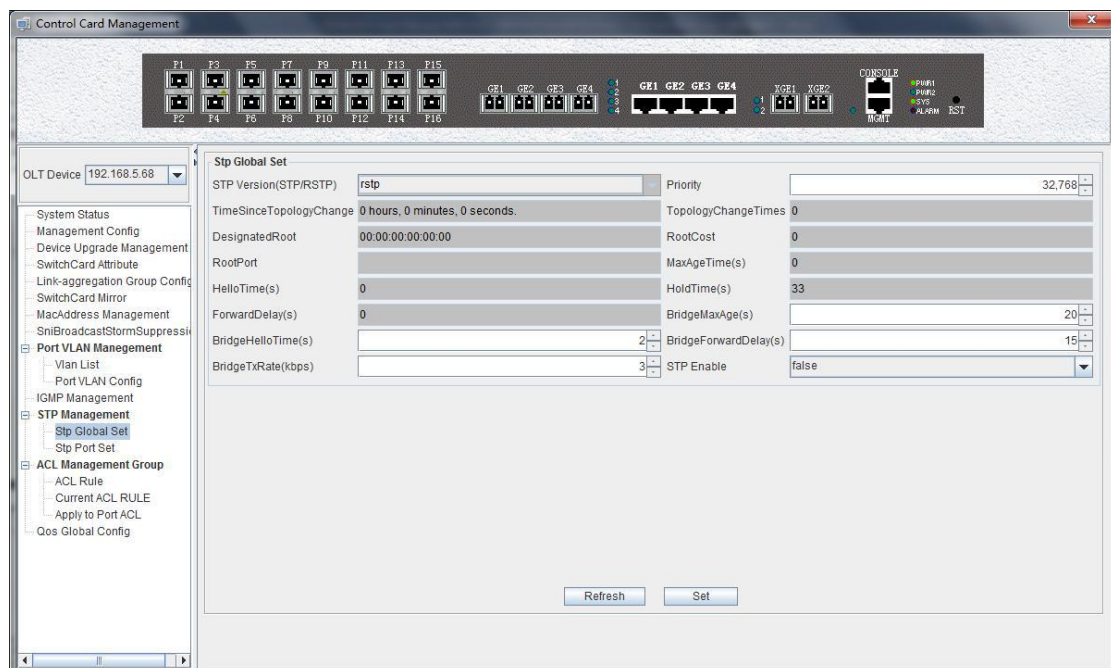 Control Card Management
P1 P3 P5 P7 P9 P11 P13 P15
GE1 GE2 GE3 GE4
1
2
3
4
GE1 GE2 GE3 GE4
1
2
XGE1 XGE2
CONSOLE
PWR1
PWR2
SYS
ALARM
RST
P2 P4 P6 P8 P10 P12 P14 P16
MGMT
OLT Device 192.168.5.68
System Status
Management Config
Device Upgrade Management
SwitchCard Attribute
Link-aggregation Group Config
SwitchCard Mirror
MacAddress Management
SniBroadcastStormSuppressi
Port VLAN Manegement
Vlan List
Port VLAN Config
IGMP Management
STP Management
Stp Global Set
Stp Port Set
ACL Management Group
ACL Rule
Current ACL RULE
Apply to Port ACL
Qos Global Config
Stp Global Set
STP Version(STP/RSTP) rstp Priority 32,768
TimeSinceTopologyChange 0 hours, 0 minutes, 0 seconds. TopologyChangeTimes 0
DesignatedRoot 00:00:00:00:00:00 RootCost 0
RootPort MaxAgeTime(s) 0
HelloTime(s) 0 HoldTime(s) 33
ForwardDelay(s) 0 BridgeMaxAge(s) 20
BridgeHelloTime(s) 2 BridgeForwardDelay(s) 15
BridgeTxRate(kbps) 3 STP Enable false
Refresh Set